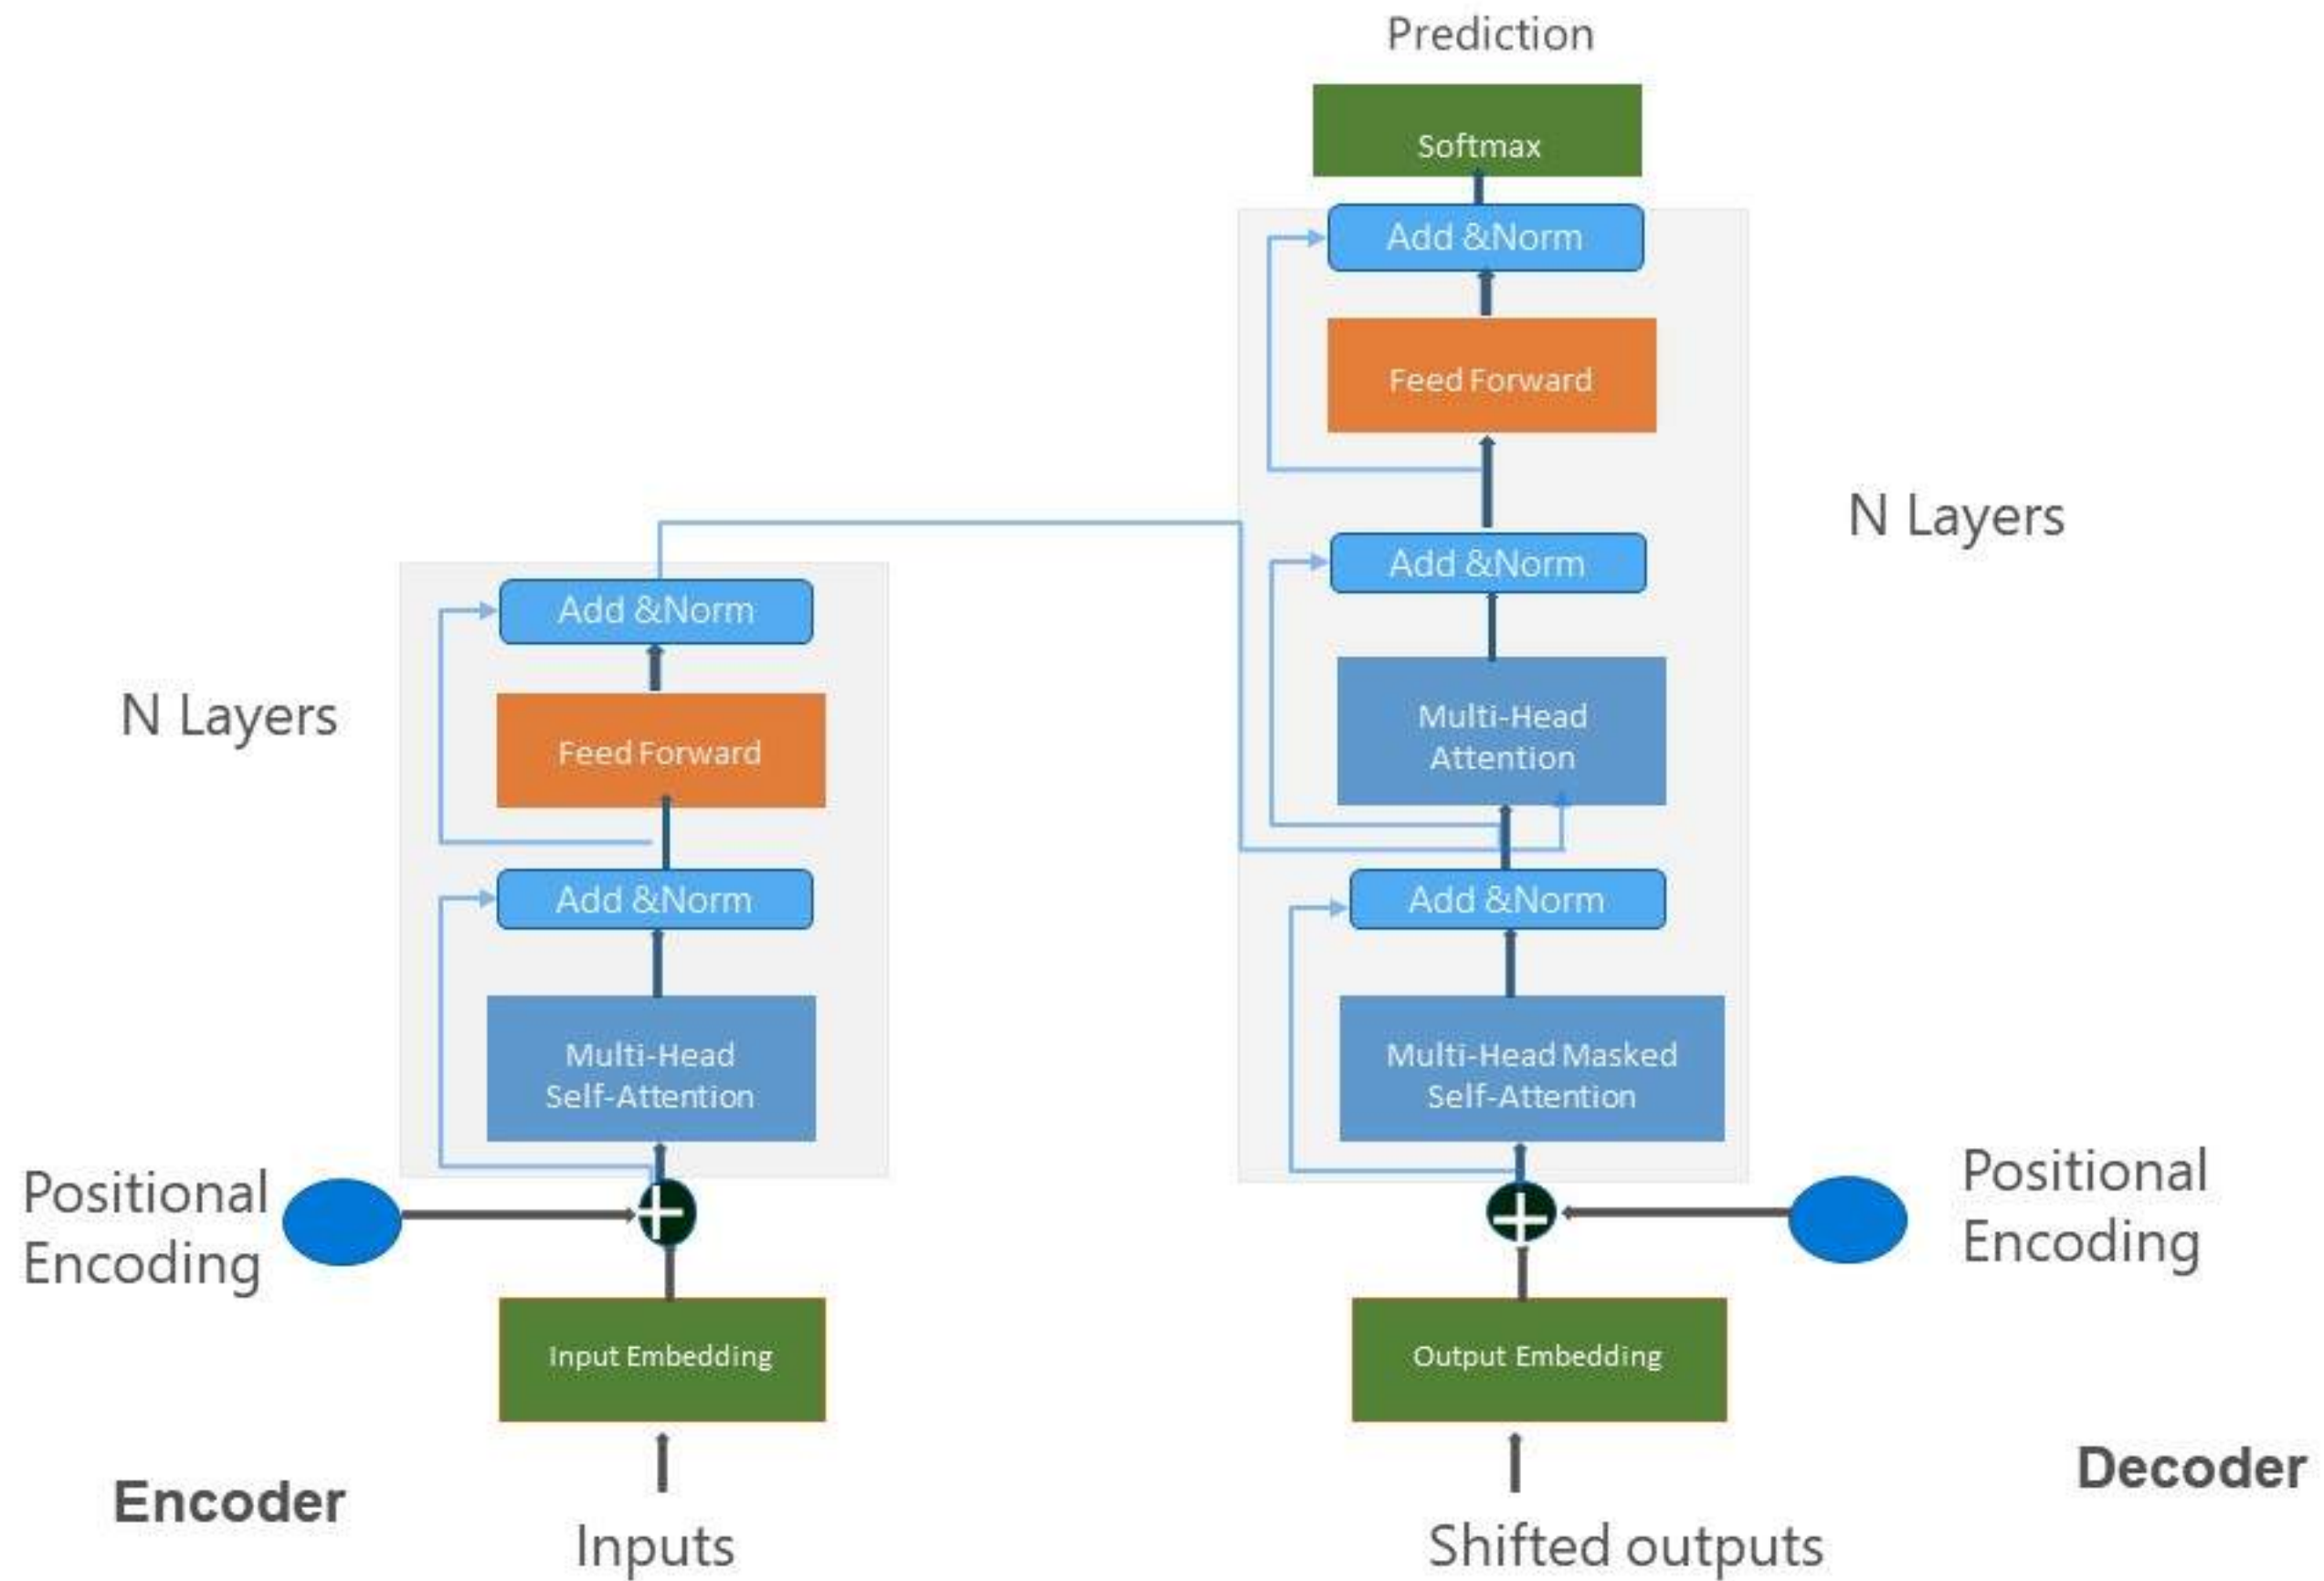 Prediction
Softmax
Add &Norm
Feed Forward
N Layers
Add &Norm
Multi-Head
Attention
Add &Norm
Multi-Head Masked
Self-Attention
Positional
Encoding
Output Embedding
Decoder
Shifted outputs
Add &Norm
N Layers
Feed Forward
Add &Norm
Multi-Head
Self-Attention
Positional
Encoding
Input Embedding
Encoder
Inputs